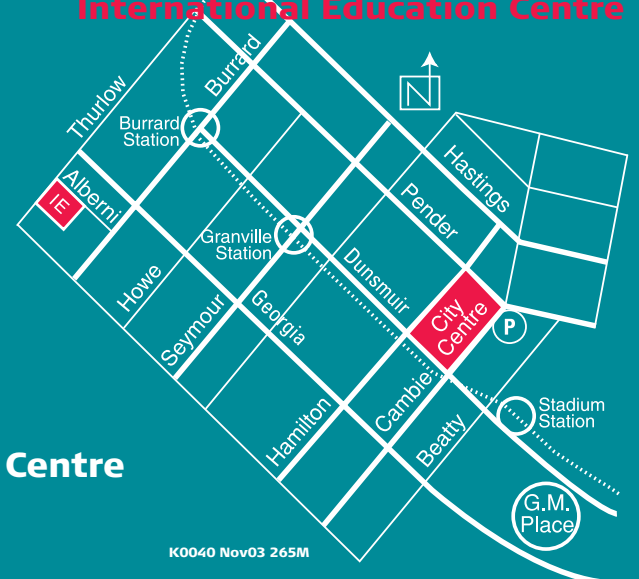 International Education Centre
Thurlow
Burrard
N
Burrard
Station
Hastings
Alberni
IE
Pender
Granville
Station
Dunsmuir
Howe
Georgia
Seymour
City
Centre
P
Cambie
Hamilton
Beatty
Stadium
Station
Centre
G.M.
Place
K0040 Nov03 265M